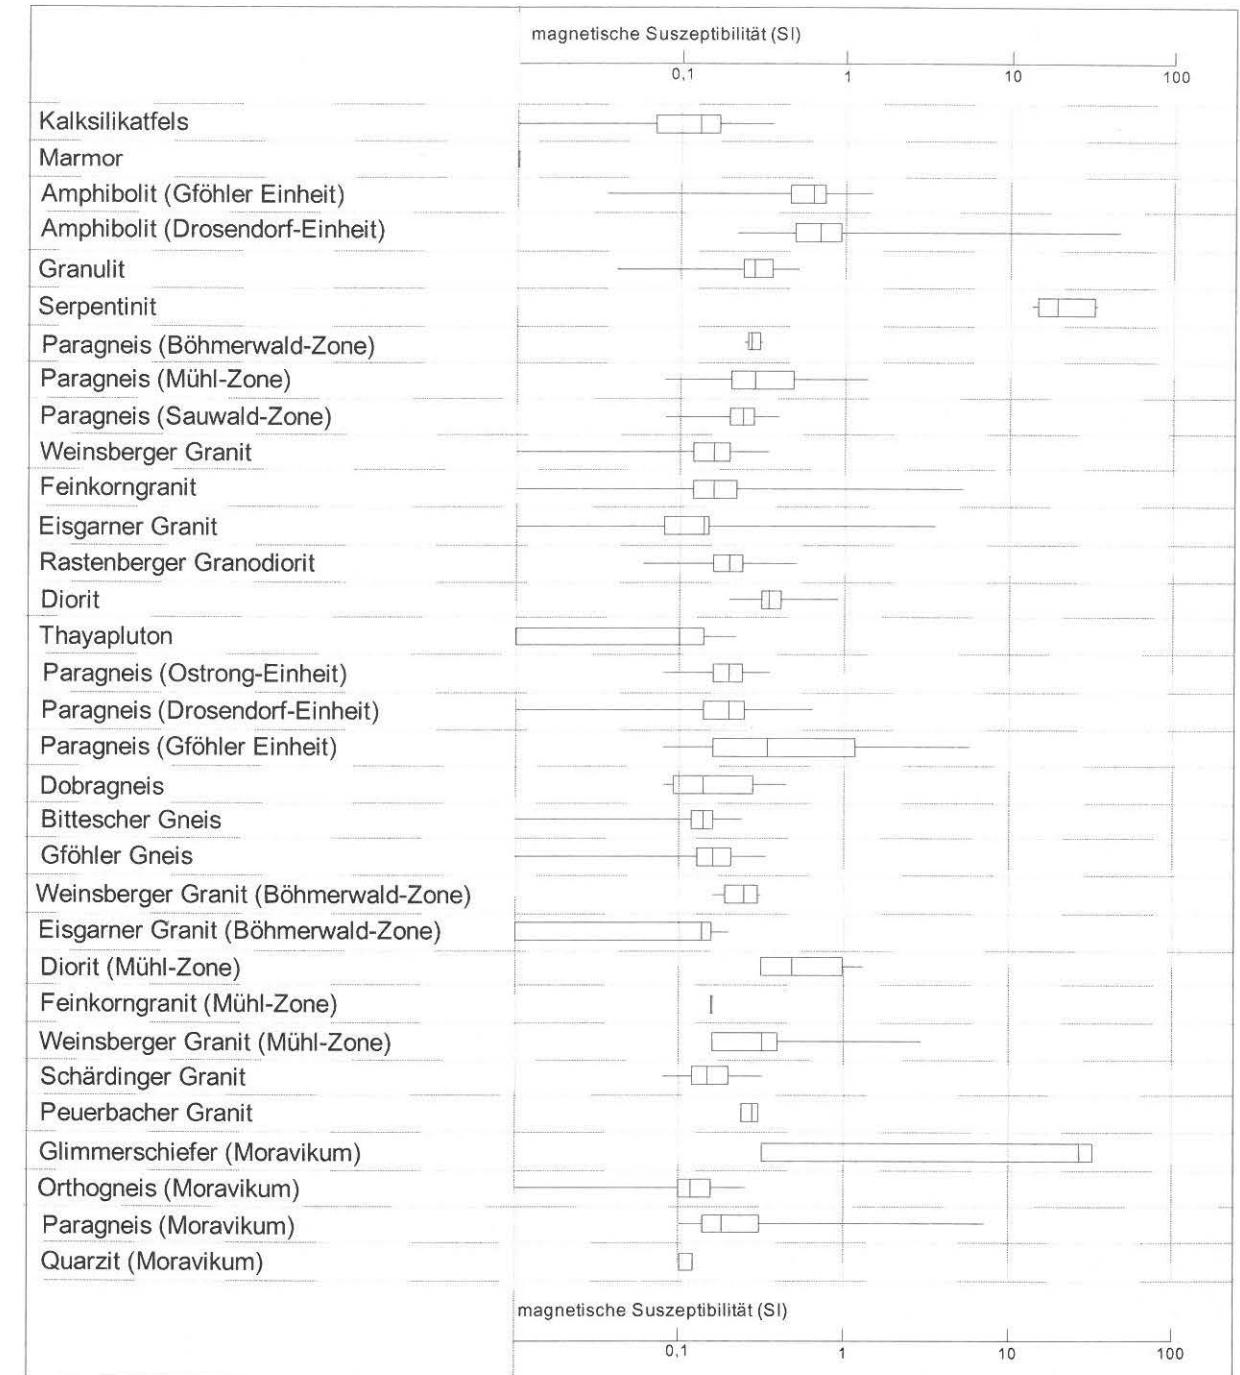 magnetische Suszeptibilität (SI)
0,1 1 10 100
Kalksilikatfels
Marmor
Amphibolit (Gföhler Einheit)
Amphibolit (Drosendorf-Einheit)
Granulit
Serpentinit
Paragneis (Böhmerwald-Zone)
Paragneis (Mühl-Zone)
Paragneis (Sauwald-Zone)
Weinsberger Granit
Feinkorngranit
Eisgarner Granit
Rastenberger Granodiorit
Diorit
Thayapluton
Paragneis (Ostrong-Einheit)
Paragneis (Drosendorf-Einheit)
Paragneis (Gföhler Einheit)
Dobragneis
Bittescher Gneis
Gföhler Gneis
Weinsberger Granit (Böhmerwald-Zone)
Eisgarner Granit (Böhmerwald-Zone)
Diorit (Mühl-Zone)
Feinkorngranit (Mühl-Zone)
Weinsberger Granit (Mühl-Zone)
Schärdinger Granit
Peuerbacher Granit
Glimmerschiefer (Moravikum)
Orthogneis (Moravikum)
Paragneis (Moravikum)
Quarzit (Moravikum)
magnetische Suszeptibilität (SI)
0,1 1 10 100